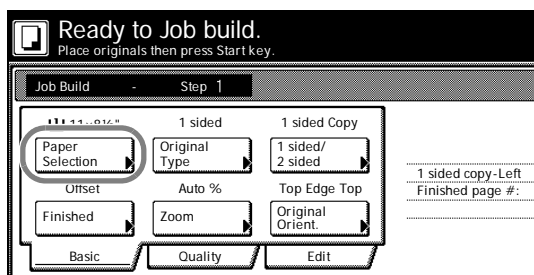 Ready to Job build.
Place originals then press Start key.
Job Build - Step 1
11x8½" 1 sided 1 sided Copy
Paper Selection
Original Type
1 sided/ 2 sided
Offset Auto % Top Edge Top
Finished Zoom
Original Orient.
1 sided copy-Left
Finished page #:
Basic Quality Edit